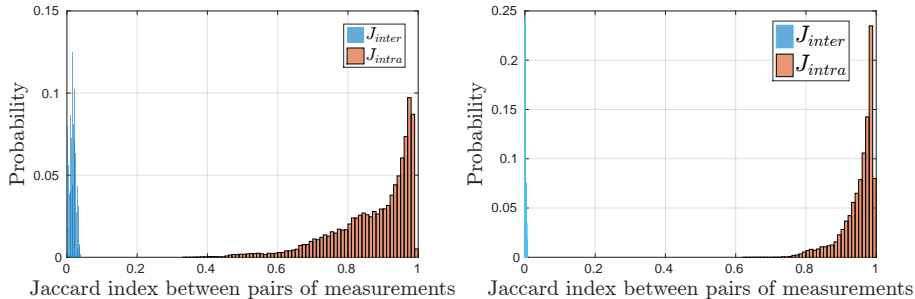 0.15
0.1
0.05
0
Probability
0 0.2 0.4 0.6 0.8 1
Jaccard index between pairs of measurements
J_inter
J_intra
0.25
0.2
0.15
0.1
0.05
0
Probability
0 0.2 0.4 0.6 0.8 1
Jaccard index between pairs of measurements
J_inter
J_intra